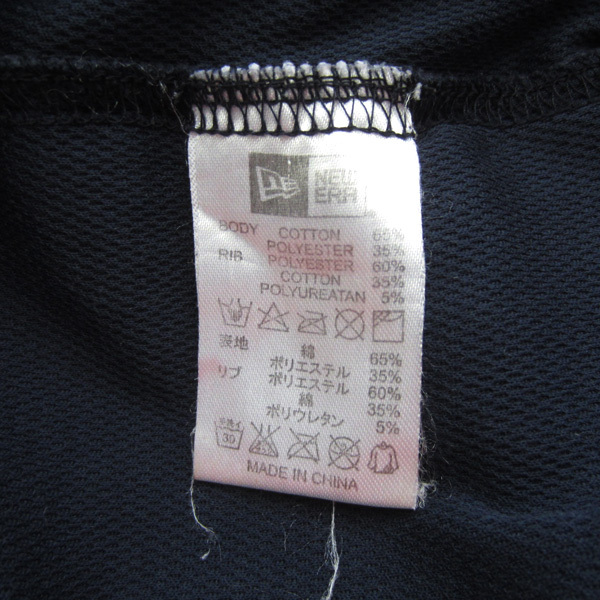 NEW
ERA
BODY COTTON 65%
POLYESTER 35%
RIB POLYESTER 60%
COTTON 35%
POLYUREATAN 5%
表地 綿 65%
ポリエステル 35%
リブ ポリエステル 60%
綿 35%
ポリウレタン 5%
30
MADE IN CHINA